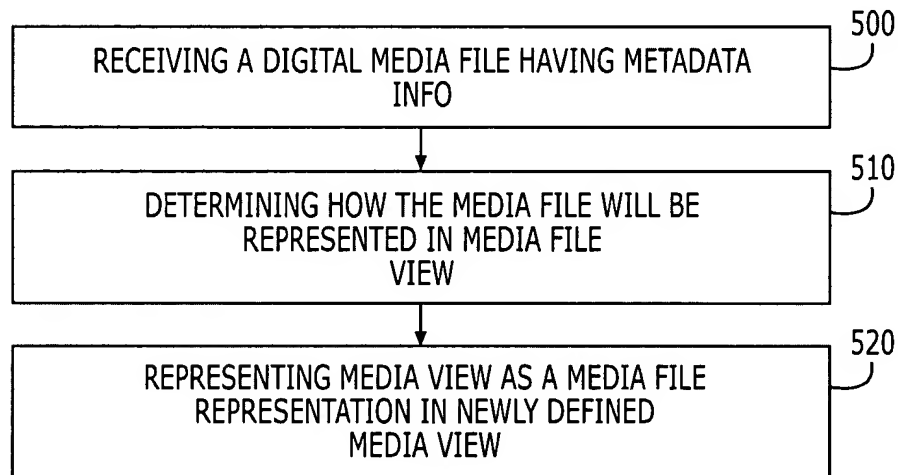 500
RECEIVING A DIGITAL MEDIA FILE HAVING METADATA
INFO
510
DETERMINING HOW THE MEDIA FILE WILL BE
REPRESENTED IN MEDIA FILE
VIEW
520
REPRESENTING MEDIA VIEW AS A MEDIA FILE
REPRESENTATION IN NEWLY DEFINED
MEDIA VIEW